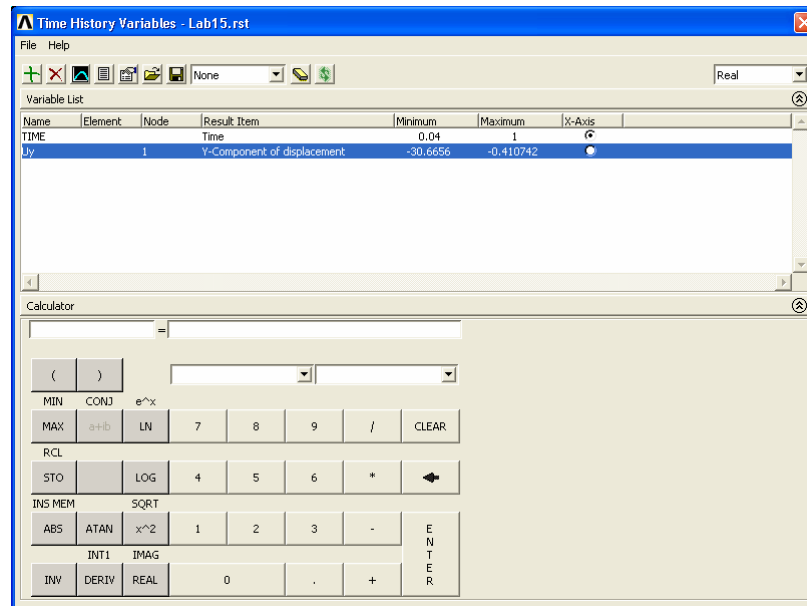 Time History Variables - Lab15.rst
File Help
None Real
Variable List
Name Element Node Result Item Minimum Maximum X-Axis
TIME Time 0.04 1
Uy 1 Y-Component of displacement -30.6656 -0.410742
Calculator
=
( )
MIN CONJ e^x
MAX a+ib LN 7 8 9 / CLEAR
RCL
STO LOG 4 5 6 *
INS MEM SQRT
ABS ATAN x^2 1 2 3 - ENTER
INT1 IMAG
INV DERIV REAL 0 . +